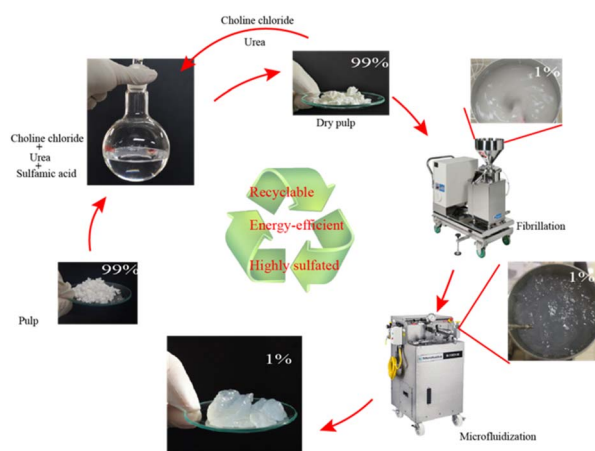 Choline chloride
Urea
99%
Dry pulp
1%
Choline chloride
+
Urea
+
Sulfamic acid
Recyclable
Energy-efficient
Highly sulfated
Fibrillation
99%
Pulp
1%
1%
Microfluidization